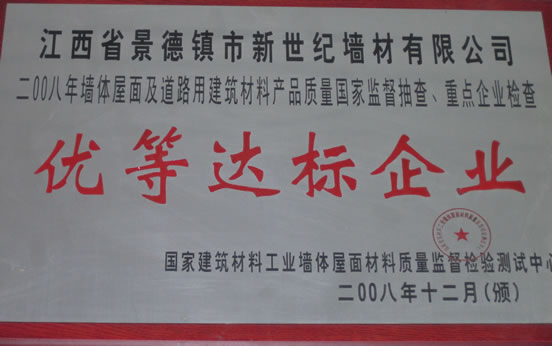 江西省景德镇市新世纪墙材有限公司
二00八年墙体屋面及道路用建筑材料产品质量国家监督抽查、重点企业检查
优等达标企业
国家建筑材料工业墙体屋面材料质量监督检验测试中心
二00八年十二月(颁)